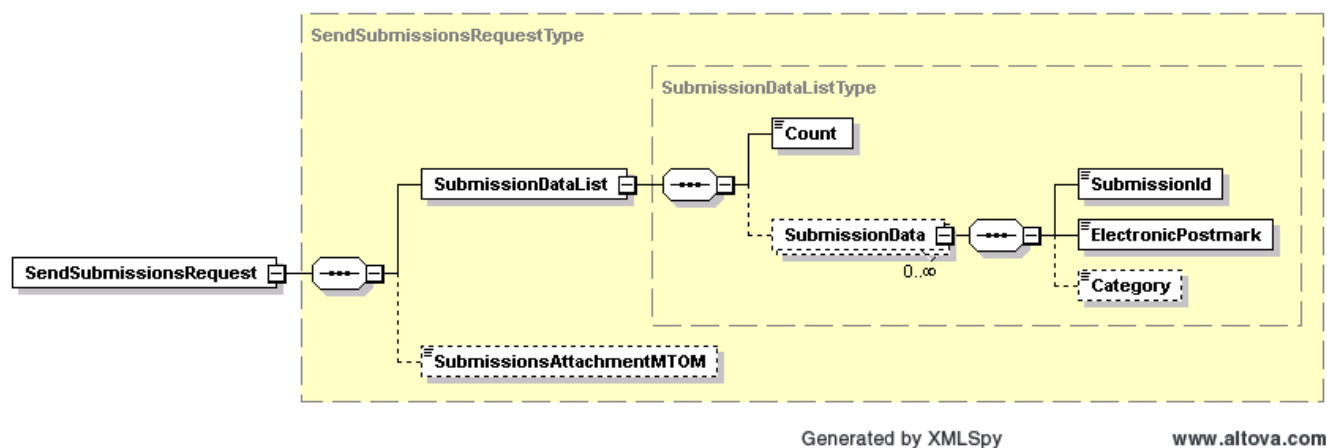 SendSubmissionsRequestType
SubmissionDataListType
Count
SubmissionDataList
SubmissionId
SubmissionData
ElectronicPostmark
0..∞
SendSubmissionsRequest
Category
SubmissionsAttachmentMTOM
Generated by XMLSpy www.altova.com